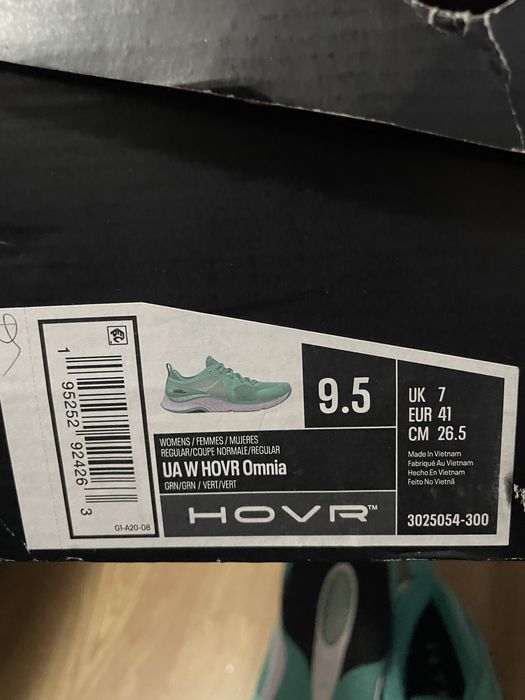 1 95252 92426 3
G1-A20-08
WOMENS / FEMMES / MUJERES
REGULAR/COUPE NORMALE/REGULAR
UA W HOVR Omnia
GRN/GRN / VERT/VERT
HOVR™
9.5
UK 7
EUR 41
CM 26.5
Made In Vietnam
Fabriqué Au Vietnam
Hecho En Vietnam
Feito No Vietnã
3025054-300